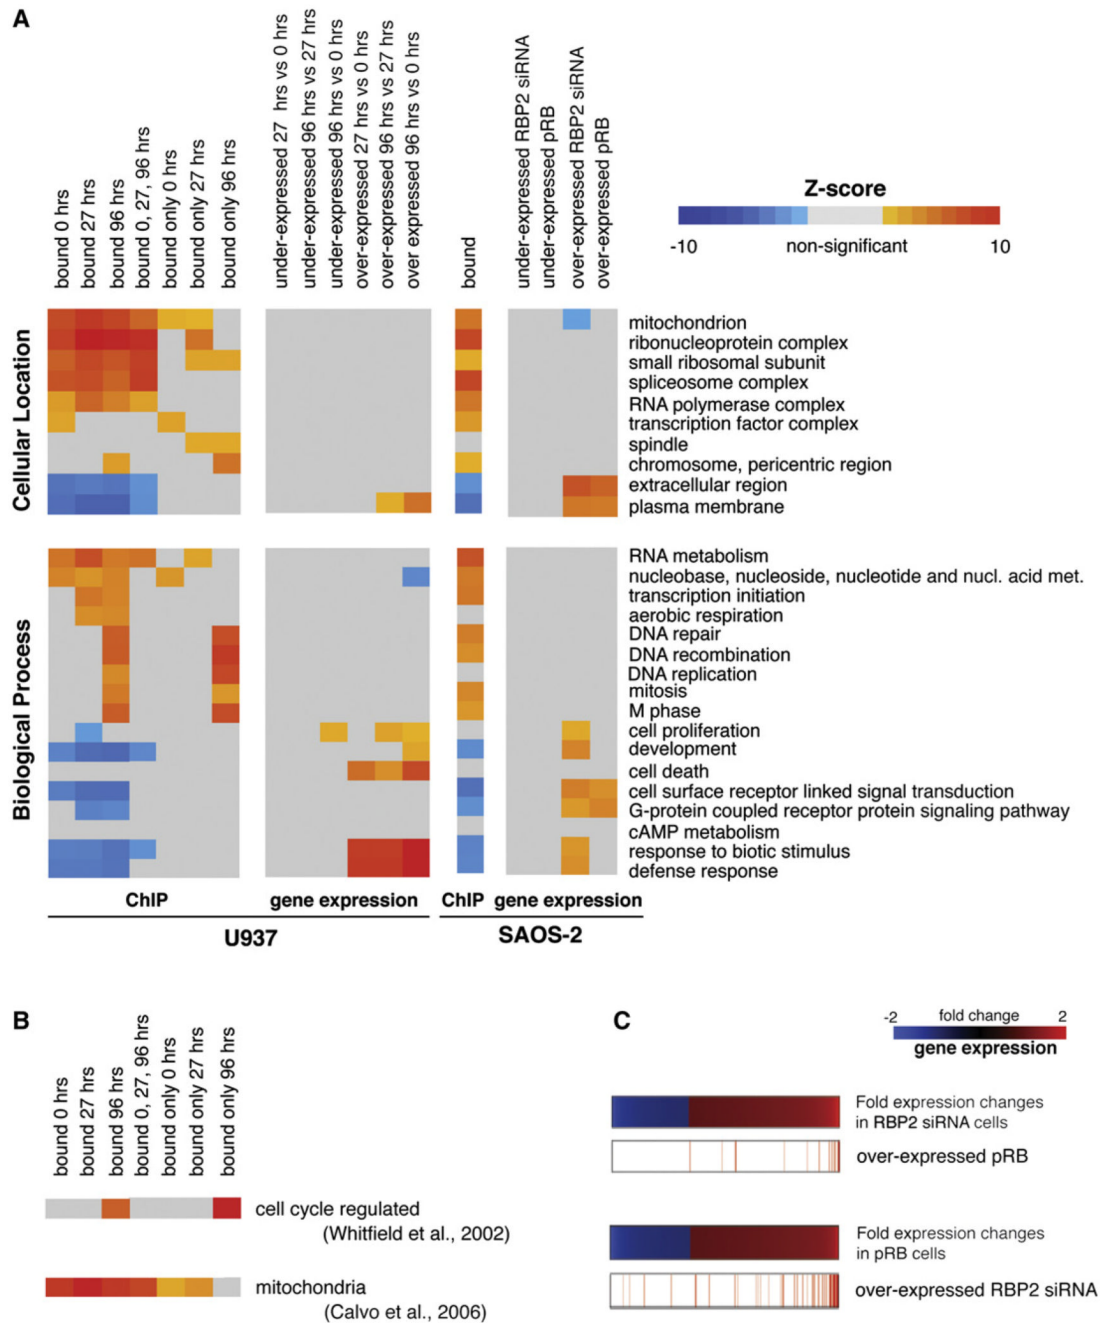 A
bound 0 hrs
bound 27 hrs
bound 96 hrs
bound 0, 27, 96 hrs
bound only 0 hrs
bound only 27 hrs
bound only 96 hrs
under-expressed 27 hrs vs 0 hrs
under-expressed 96 hrs vs 27 hrs
under-expressed 96 hrs vs 0 hrs
over-expressed 27 hrs vs 0 hrs
over-expressed 96 hrs vs 27 hrs
over expressed 96 hrs vs 0 hrs
bound
under-expressed RBP2 siRNA
under-expressed pRB
over-expressed RBP2 siRNA
over-expressed pRB
Z-score
-10 non-significant 10
Cellular Location
mitochondrion
ribonucleoprotein complex
small ribosomal subunit
spliceosome complex
RNA polymerase complex
transcription factor complex
spindle
chromosome, pericentric region
extracellular region
plasma membrane
Biological Process
RNA metabolism
nucleobase, nucleoside, nucleotide and nucl. acid met.
transcription initiation
aerobic respiration
DNA repair
DNA recombination
DNA replication
mitosis
M phase
cell proliferation
development
cell death
cell surface receptor linked signal transduction
G-protein coupled receptor protein signaling pathway
cAMP metabolism
response to biotic stimulus
defense response
ChIP gene expression ChIP gene expression
U937 SAOS-2
B
bound 0 hrs
bound 27 hrs
bound 96 hrs
bound 0, 27, 96 hrs
bound only 0 hrs
bound only 27 hrs
bound only 96 hrs
cell cycle regulated
(Whitfield et al., 2002)
mitochondria
(Calvo et al., 2006)
C
-2 fold change 2
gene expression
Fold expression changes
in RBP2 siRNA cells
over-expressed pRB
Fold expression changes
in pRB cells
over-expressed RBP2 siRNA